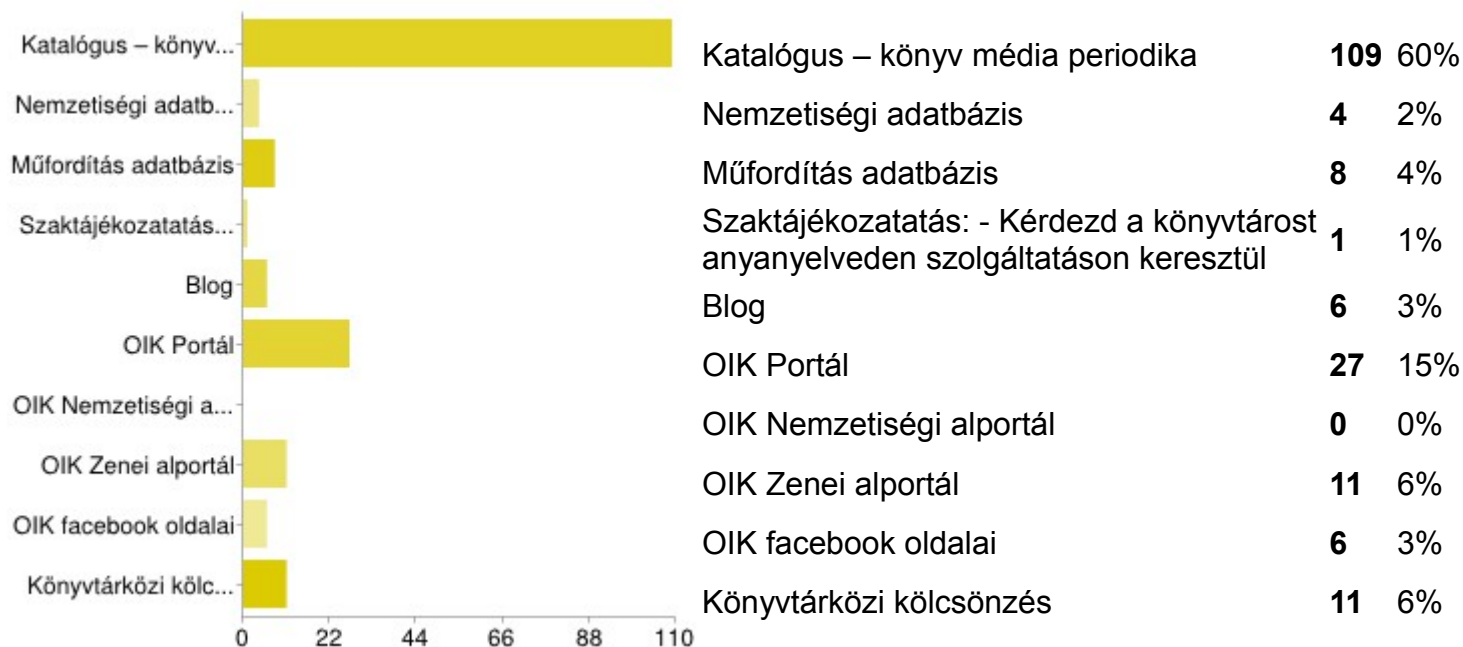 Katalógus – könyv...
Nemzetiségi adatb...
Műfordítás adatbázis
Szaktájékozatatás...
Blog
OIK Portál
OIK Nemzetiségi a...
OIK Zenei alportál
OIK facebook oldalai
Könyvtárközi kölc...
0 22 44 66 88 110
Katalógus – könyv média periodika 109 60%
Nemzetiségi adatbázis 4 2%
Műfordítás adatbázis 8 4%
Szaktájékozatatás: - Kérdezd a könyvtárost
anyanyelveden szolgáltatáson keresztül 1 1%
Blog 6 3%
OIK Portál 27 15%
OIK Nemzetiségi alportál 0 0%
OIK Zenei alportál 11 6%
OIK facebook oldalai 6 3%
Könyvtárközi kölcsönzés 11 6%